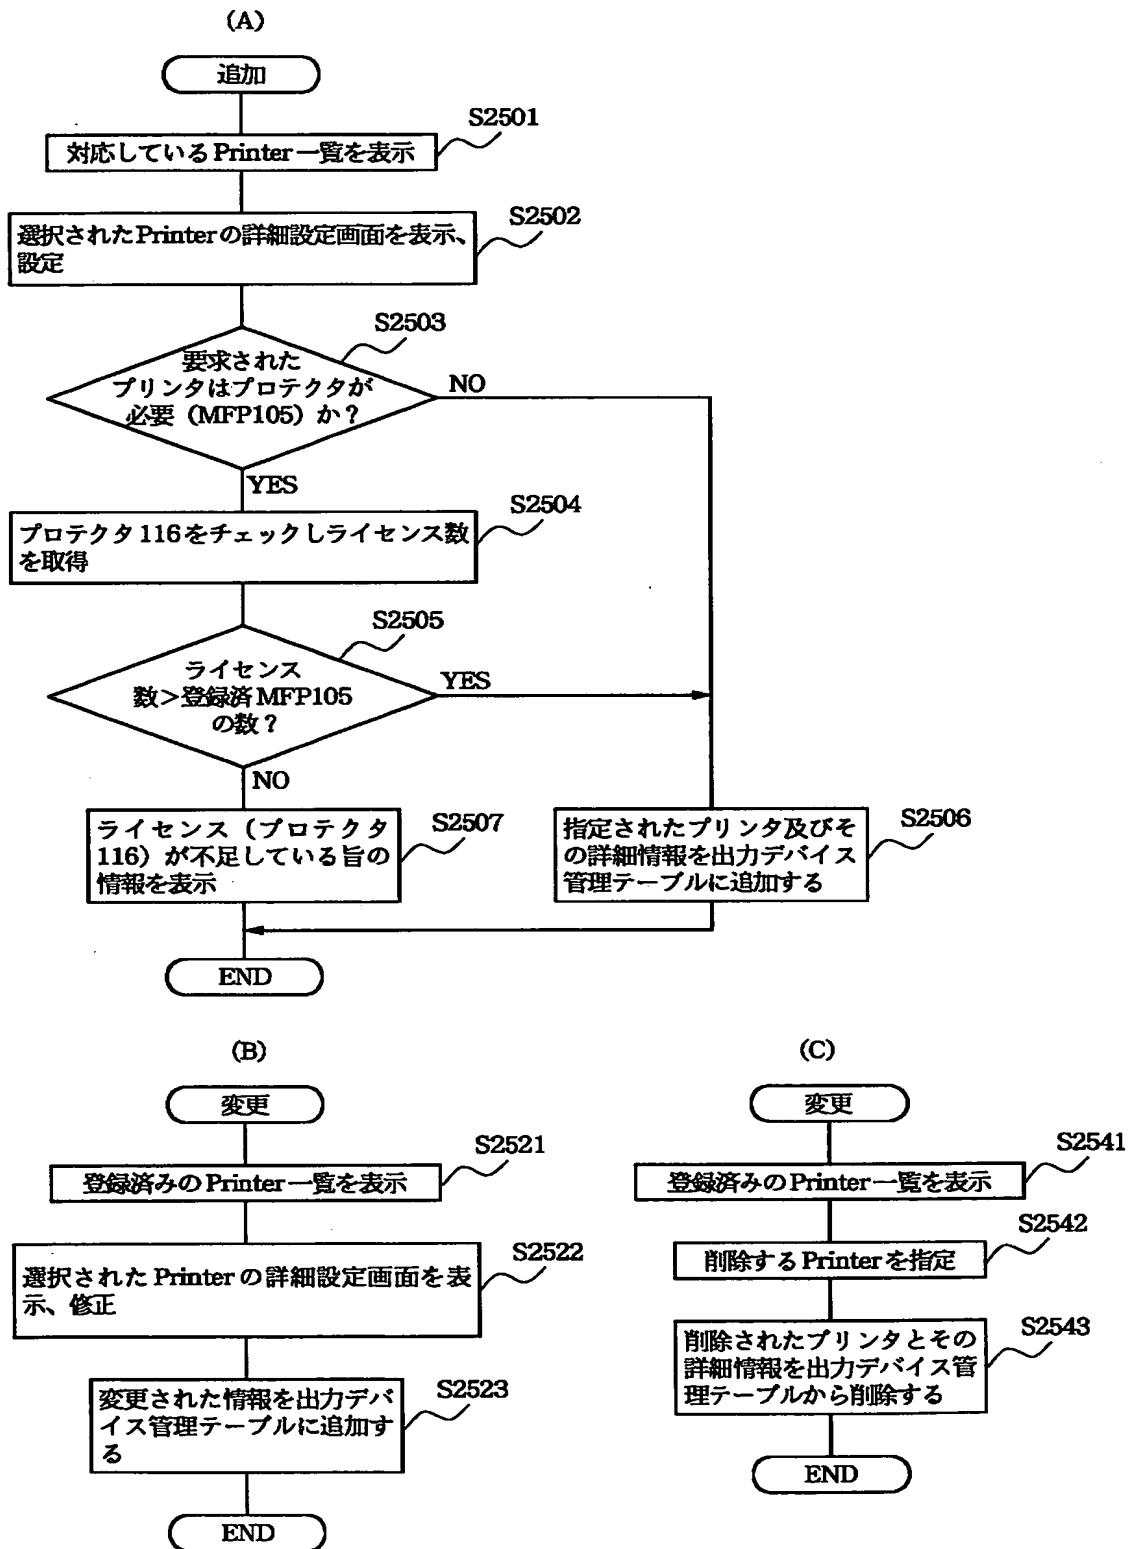 (A)
追加
S2501
対応しているPrinter一覧を表示
S2502
選択されたPrinterの詳細設定画面を表示、
設定
S2503
要求された
プリンタはプロテクタが
必要（MFP105）か？
NO
YES
S2504
プロテクタ116をチェックしライセンス数
を取得
S2505
ライセンス
数＞登録済MFP105
の数？
YES
NO
S2507
ライセンス（プロテクタ
116）が不足している旨の
情報を表示
S2506
指定されたプリンタ及びそ
の詳細情報を出力デバイス
管理テーブルに追加する
END
(B)
変更
S2521
登録済みのPrinter一覧を表示
S2522
選択されたPrinterの詳細設定画面を表
示、修正
S2523
変更された情報を出力デバ
イス管理テーブルに追加す
る
END
(C)
変更
S2541
登録済みのPrinter一覧を表示
S2542
削除するPrinterを指定
S2543
削除されたプリンタとその
詳細情報を出力デバイス管
理テーブルから削除する
END